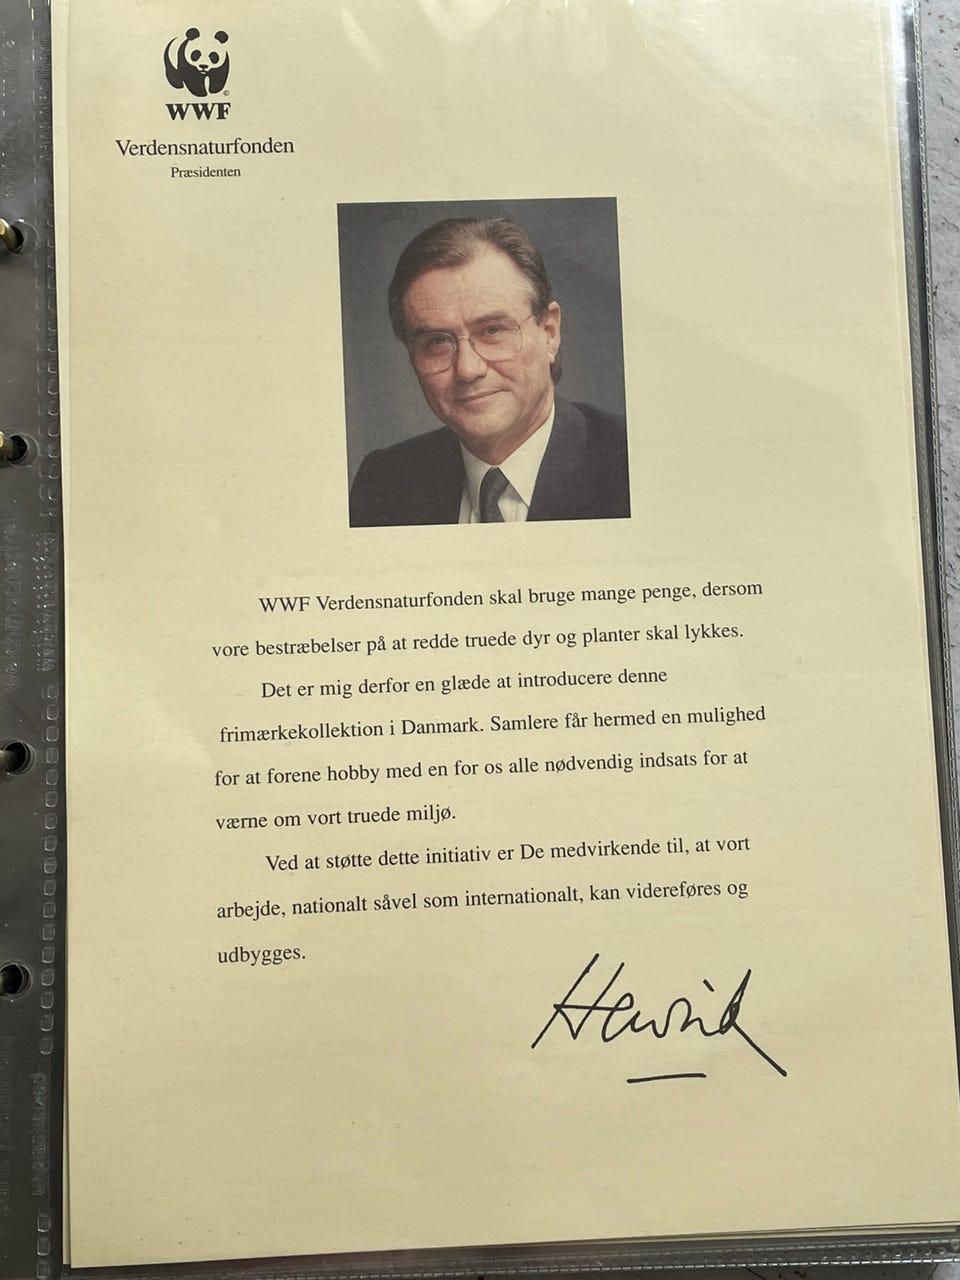 WWF
Verdensnaturfonden
Præsidenten
WWF Verdensnaturfonden skal bruge mange penge, dersom
vore bestræbelser på at redde truede dyr og planter skal lykkes.
Det er mig derfor en glæde at introducere denne
frimærkekollektion i Danmark. Samlere får hermed en mulighed
for at forene hobby med en for os alle nødvendig indsats for at
værne om vort truede miljø.
Ved at støtte dette initiativ er De medvirkende til, at vort
arbejde, nationalt såvel som internationalt, kan videreføres og
udbygges.
Henrik